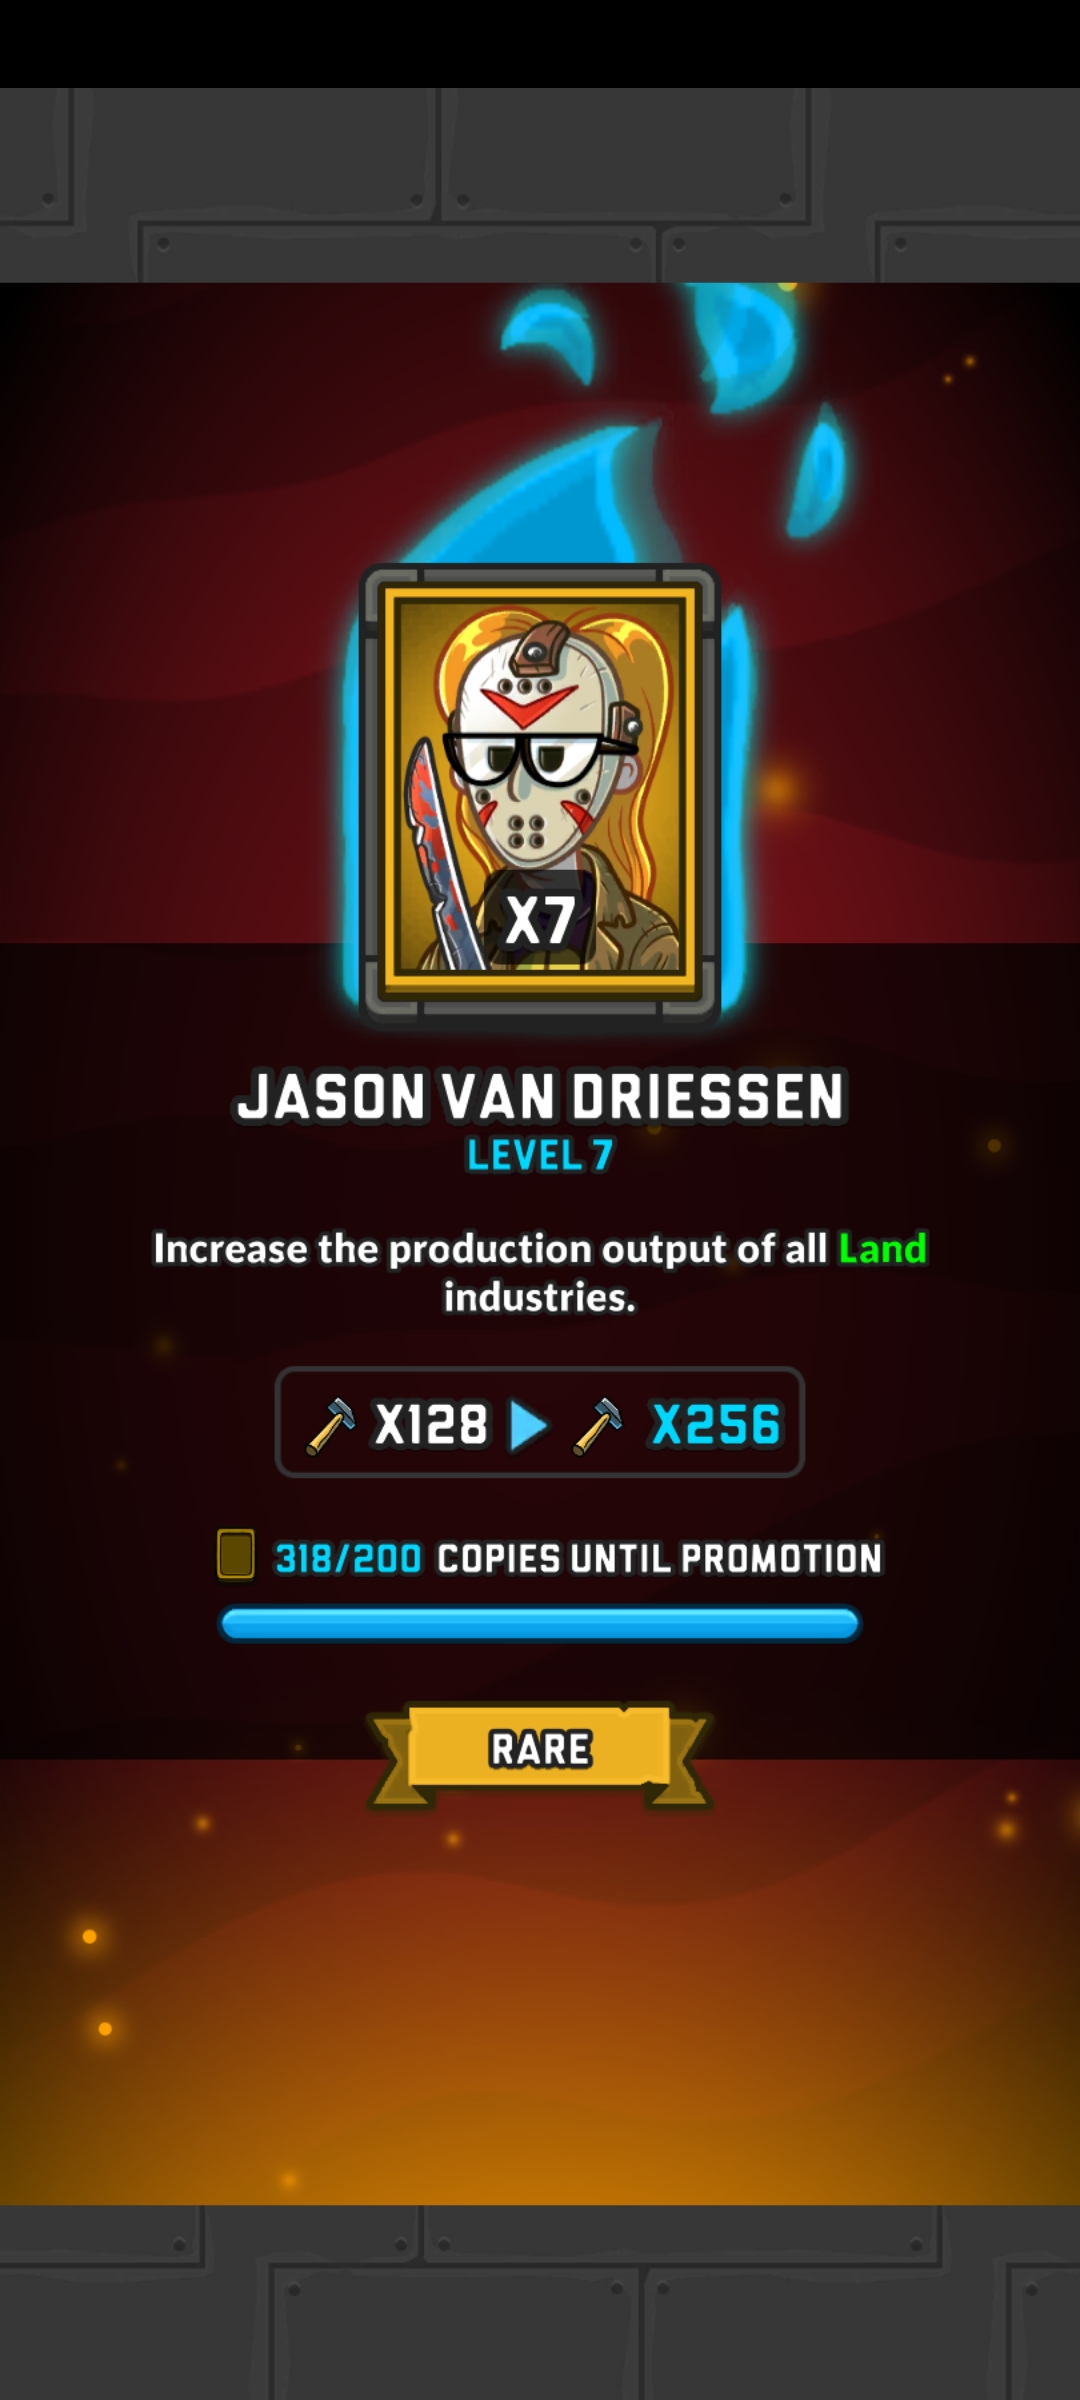 X7
JASON VAN DRIESSEN
LEVEL 7
Increase the production output of all Land
industries.
X128 X256
318/200 COPIES UNTIL PROMOTION
RARE